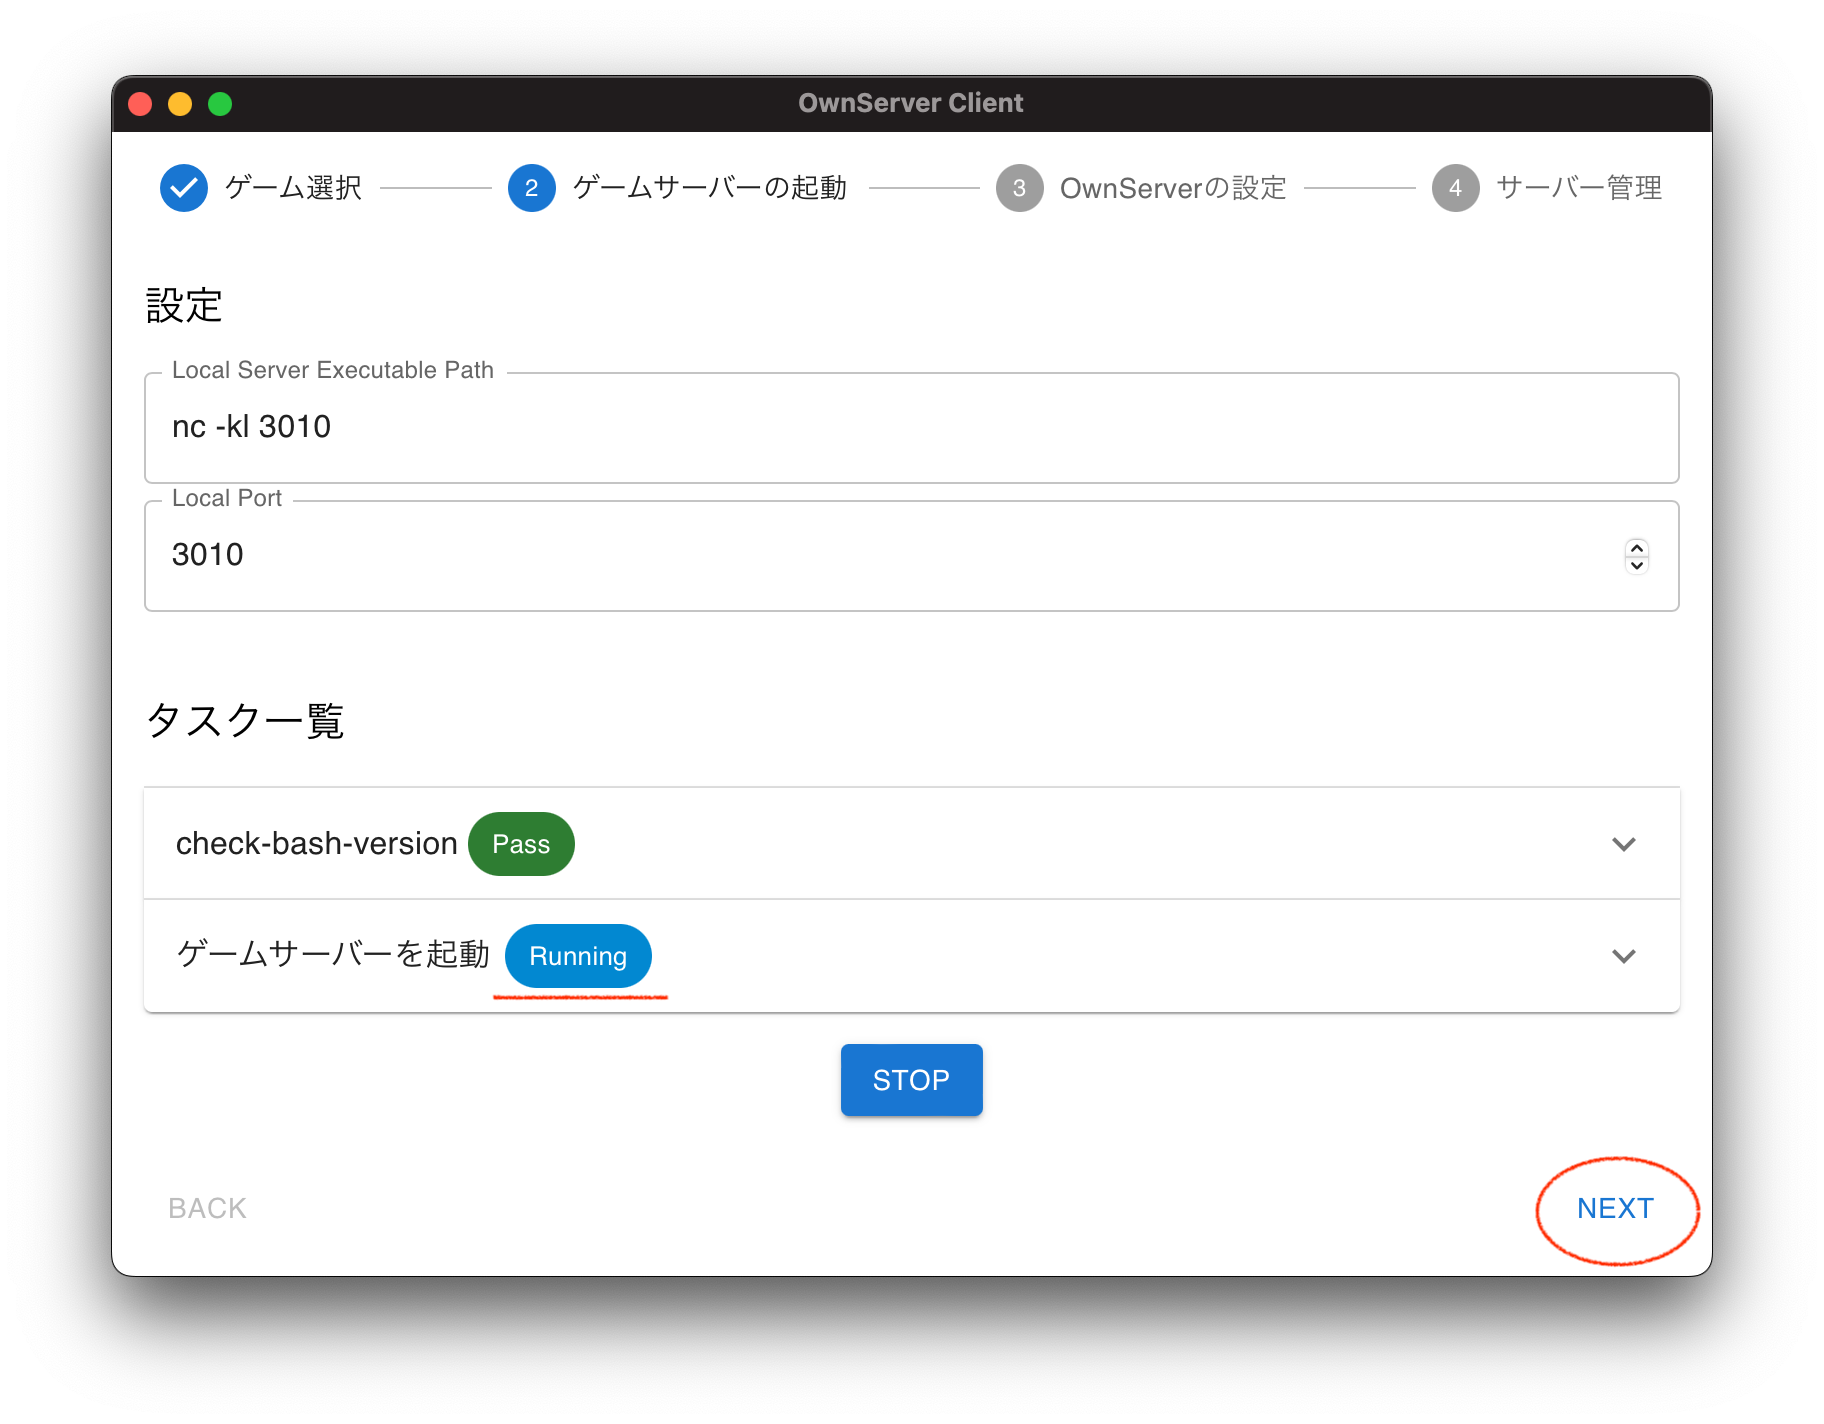 OwnServer Client
ゲーム選択 2 ゲームサーバーの起動 3 OwnServerの設定 4 サーバー管理
設定
Local Server Executable Path
nc -kl 3010
Local Port
3010
タスク一覧
check-bash-version Pass
ゲームサーバーを起動 Running
STOP
BACK NEXT